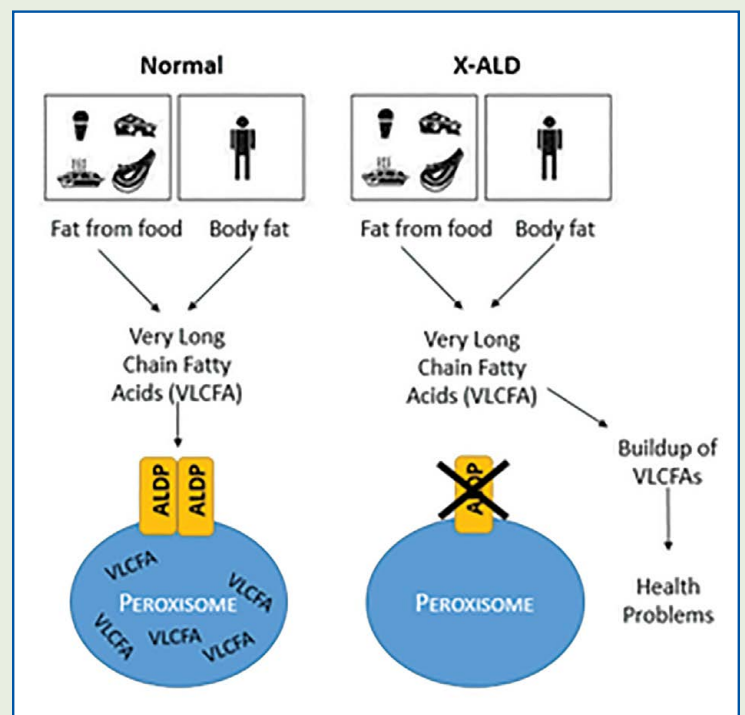 Normal
Fat from food
Body fat
Very Long
Chain Fatty
Acids (VLCFA)
ALDP
ALDP
PEROXISOME
VLCFA
VLCFA
VLCFA
VLCFA
VLCFA
X-ALD
Fat from food
Body fat
Very Long
Chain Fatty
Acids (VLCFA)
ALDP
PEROXISOME
Buildup of
VLCFAs
Health
Problems